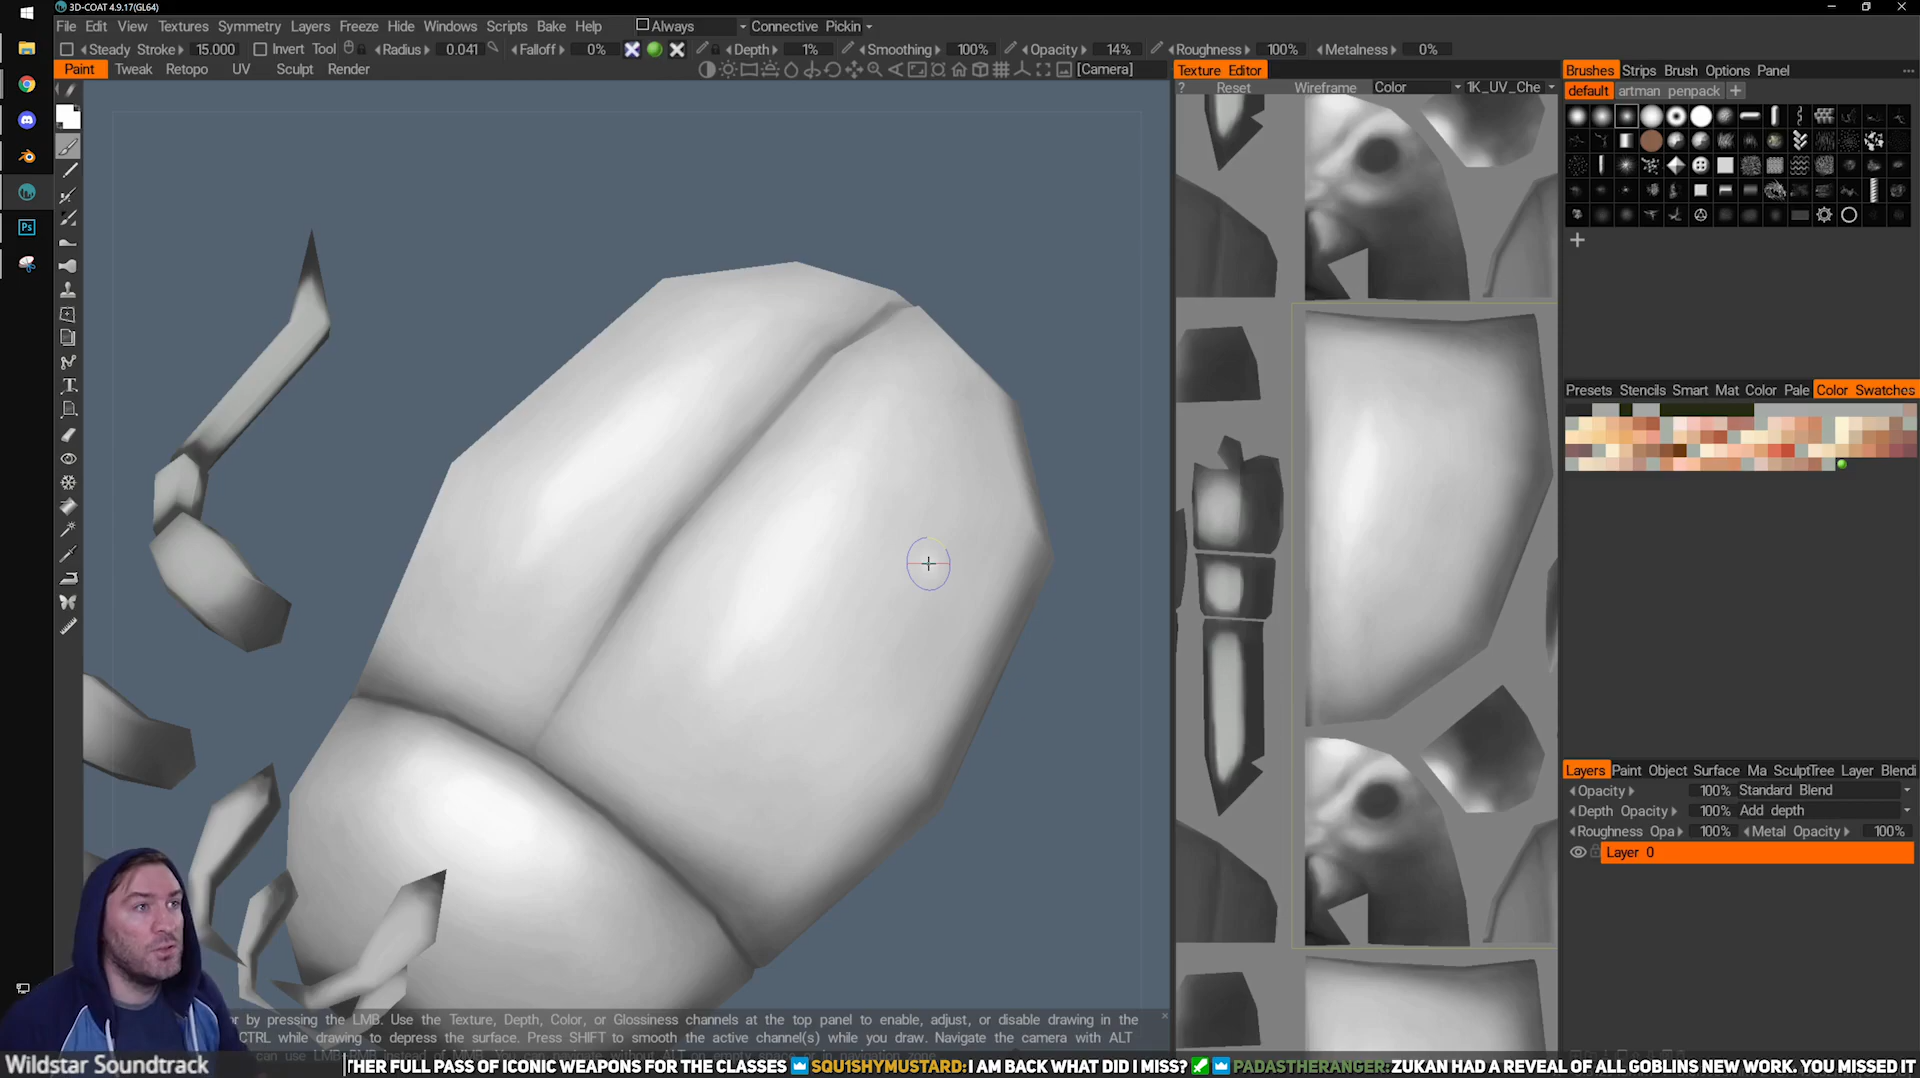 3D-COAT 4.9.17(GL64)
File Edit View Textures Symmetry Layers Freeze Hide Windows Scripts Bake Help Always Connective Pickin
Steady Stroke 15.000 Invert Tool Radius 0.041 Falloff 0% Depth 1% Smoothing 100% Opacity 14% Roughness 100% Metalness 0%
Paint Tweak Retopo UV Sculpt Render [Camera]
Texture Editor
? Reset Wireframe Color 1K_UV_Che
Brushes Strips Brush Options Panel
default artman penpack +
Presets Stencils Smart Mat Color Pale Color Swatches
Layers Paint Object Surface Ma SculptTree Layer Blendi
Opacity 100% Standard Blend
Depth Opacity 100% Add depth
Roughness Opa 100% Metal Opacity 100%
Layer 0
or by pressing the LMB. Use the Texture, Depth, Color, or Glossiness channels at the top panel to enable, adjust, or disable drawing in the
CTRL while drawing to depress the surface. Press SHIFT to smooth the active channel(s) while you draw. Navigate the camera with ALT
Wildstar Soundtrack
THER FULL PASS OF ICONIC WEAPONS FOR THE CLASSES SQU1SHYMUSTARD: I AM BACK WHAT DID I MISS? PADASTHERANGER: ZUKAN HAD A REVEAL OF ALL GOBLINS NEW WORK. YOU MISSED IT